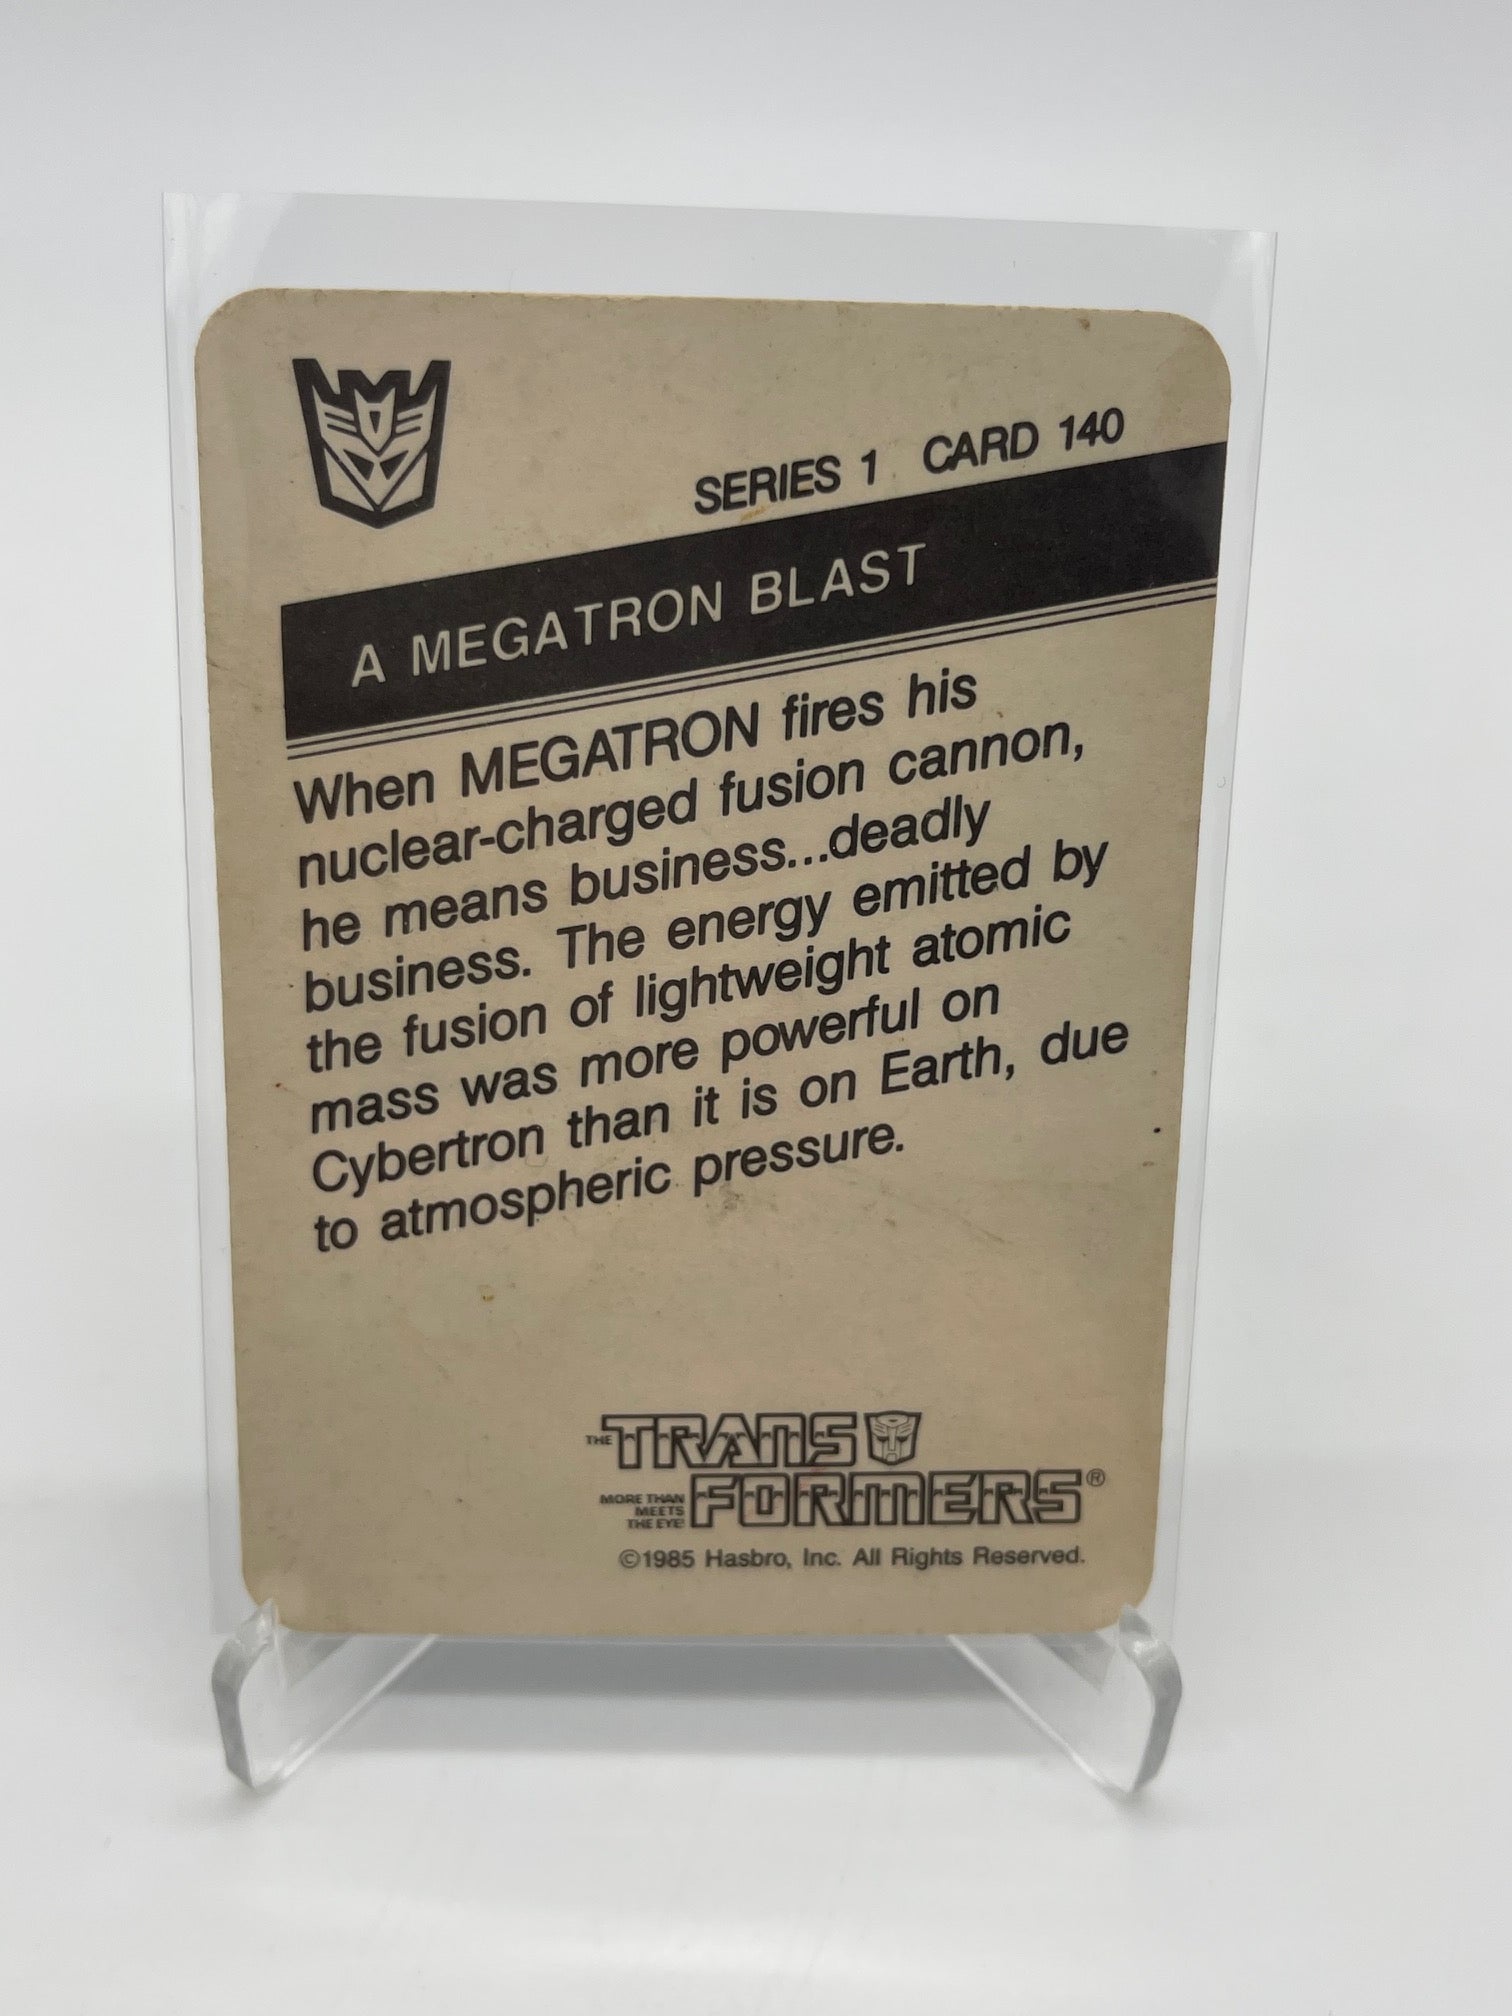 SERIES 1 CARD 140
A MEGATRON BLAST
When MEGATRON fires his
nuclear-charged fusion cannon,
he means business...deadly
business. The energy emitted by
the fusion of lightweight atomic
mass was more powerful on
Cybertron than it is on Earth, due
to atmospheric pressure.
THE TRANS
MORE THAN
MEETS
THE EYE!
FORMERS®
©1985 Hasbro, Inc. All Rights Reserved.